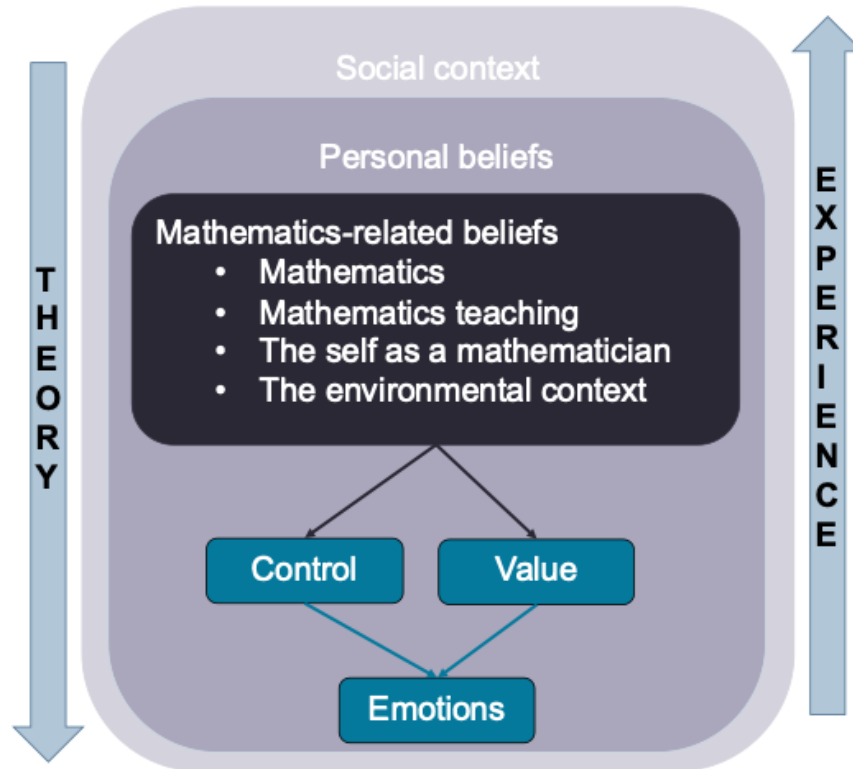 Social context
Personal beliefs
Mathematics-related beliefs
• Mathematics
• Mathematics teaching
• The self as a mathematician
• The environmental context
THEORY
EXPERIENCE
Control
Value
Emotions